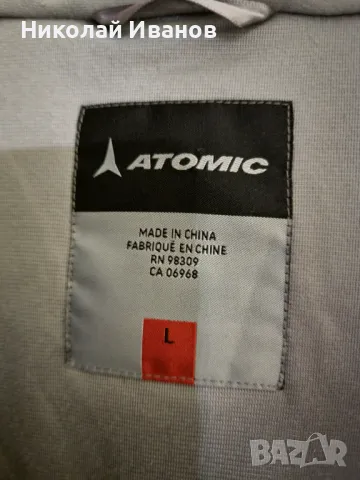 Николай Иванов
ATOMIC
MADE IN CHINA
FABRIQUÉ EN CHINE
RN 98309
CA 06968
L
BAZAR